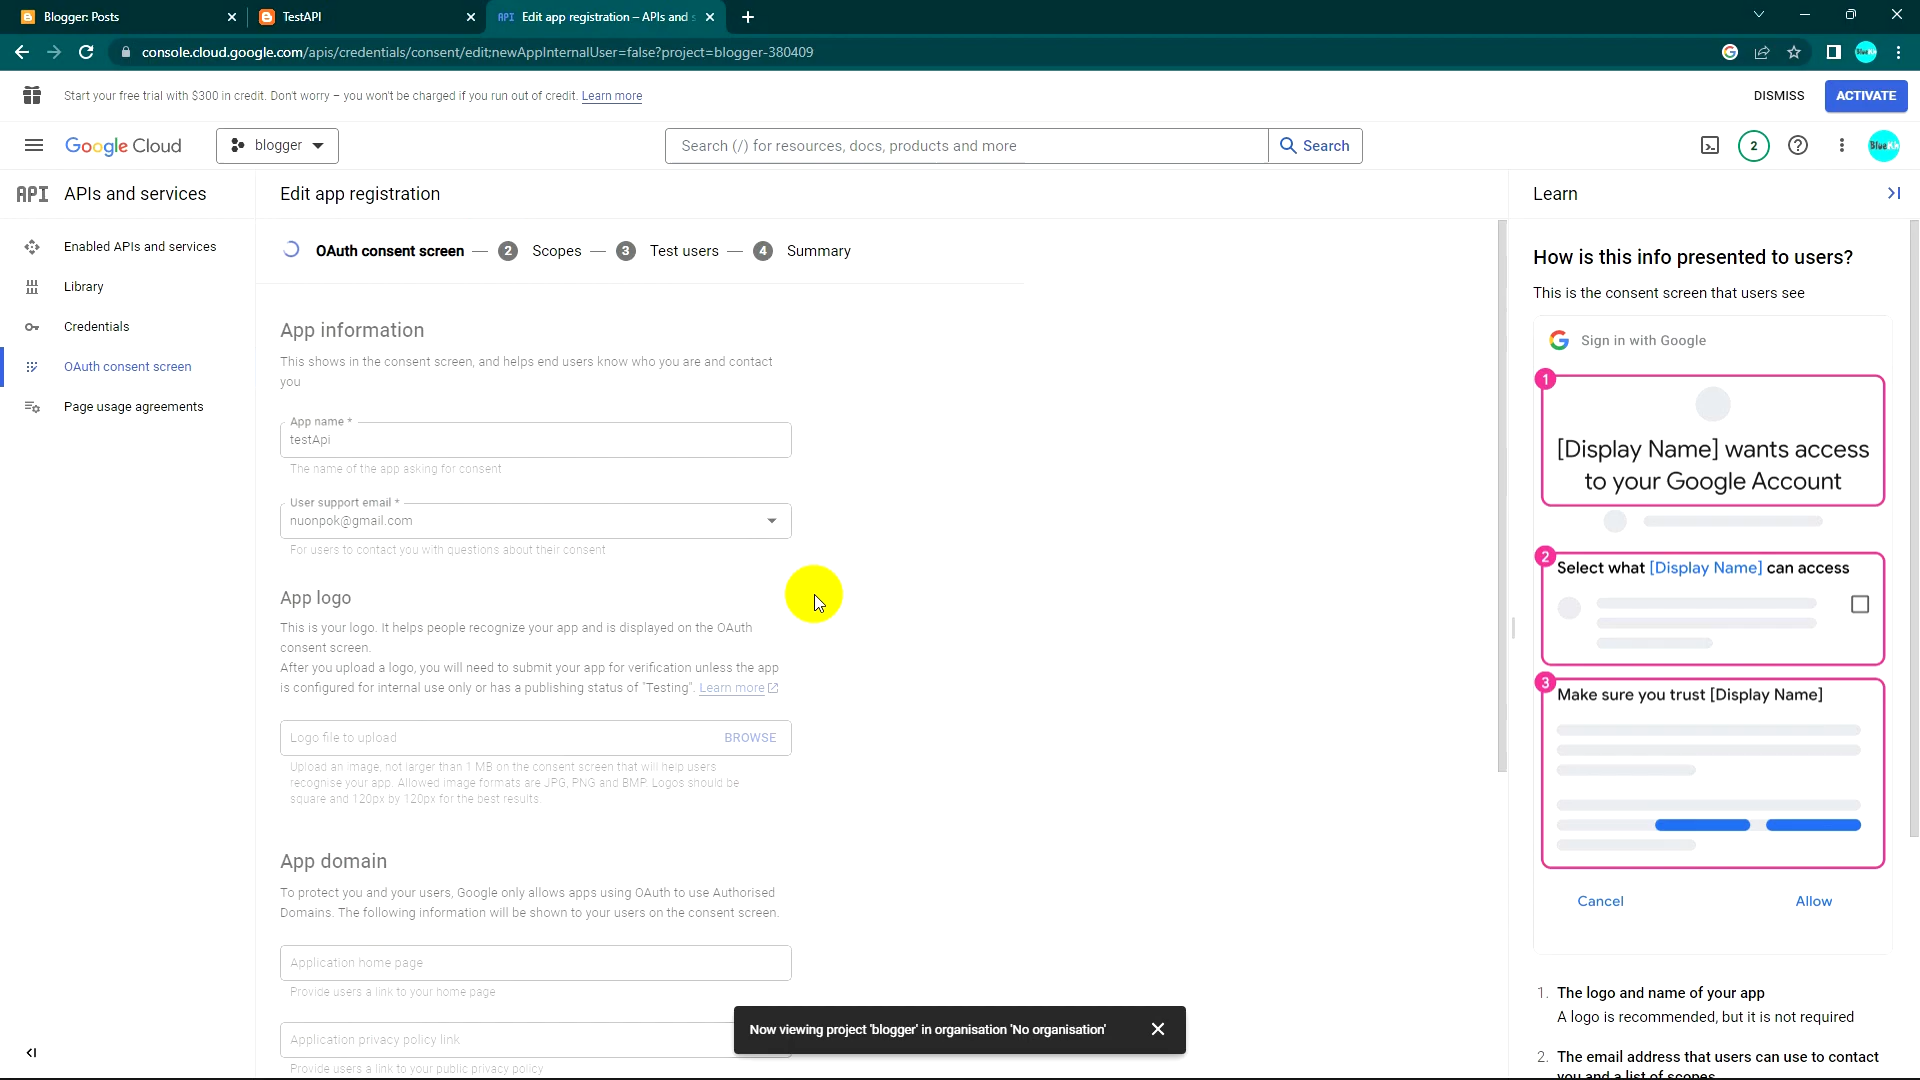 Blogger: Posts
TestAPI
API Edit app registration – APIs and s
console.cloud.google.com/apis/credentials/consent/edit;newAppInternalUser=false?project=blogger-380409
Start your free trial with $300 in credit. Don't worry – you won't be charged if you run out of credit. Learn more
DISMISS
ACTIVATE
Google Cloud
blogger
Search (/) for resources, docs, products and more
Search
2
API APIs and services
Enabled APIs and services
Library
Credentials
OAuth consent screen
Page usage agreements
Edit app registration
OAuth consent screen — 2 Scopes — 3 Test users — 4 Summary
App information
This shows in the consent screen, and helps end users know who you are and contact
you
App name *
testApi
The name of the app asking for consent
User support email *
nuonpok@gmail.com
For users to contact you with questions about their consent
App logo
This is your logo. It helps people recognize your app and is displayed on the OAuth
consent screen.
After you upload a logo, you will need to submit your app for verification unless the app
is configured for internal use only or has a publishing status of "Testing". Learn more
Logo file to upload
BROWSE
Upload an image, not larger than 1 MB on the consent screen that will help users
recognise your app. Allowed image formats are JPG, PNG and BMP. Logos should be
square and 120px by 120px for the best results.
App domain
To protect you and your users, Google only allows apps using OAuth to use Authorised
Domains. The following information will be shown to your users on the consent screen.
Application home page
Provide users a link to your home page
Application privacy policy link
Provide users a link to your public privacy policy
Now viewing project 'blogger' in organisation 'No organisation'
Learn
How is this info presented to users?
This is the consent screen that users see
Sign in with Google
1
[Display Name] wants access
to your Google Account
2
Select what [Display Name] can access
3
Make sure you trust [Display Name]
Cancel
Allow
1. The logo and name of your app
A logo is recommended, but it is not required
2. The email address that users can use to contact
you and a list of scopes